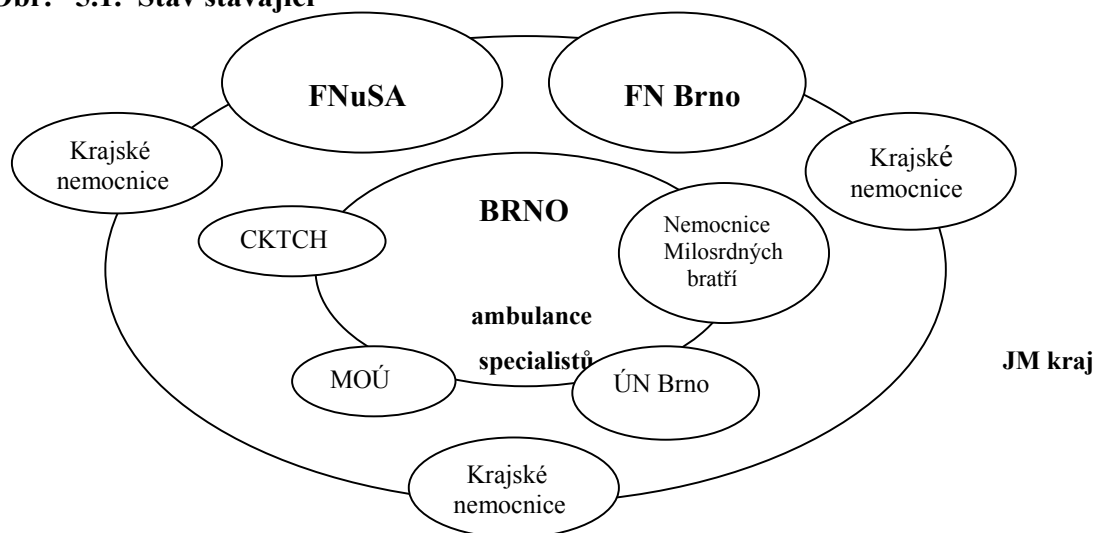 Obr. 3.1. Stav stávající
FNuSA
FN Brno
Krajské
nemocnice
Krajské
nemocnice
BRNO
CKTCH
Nemocnice
Milosrdných
bratří
ambulance
specialistů
MOÚ
ÚN Brno
JM kraj
Krajské
nemocnice